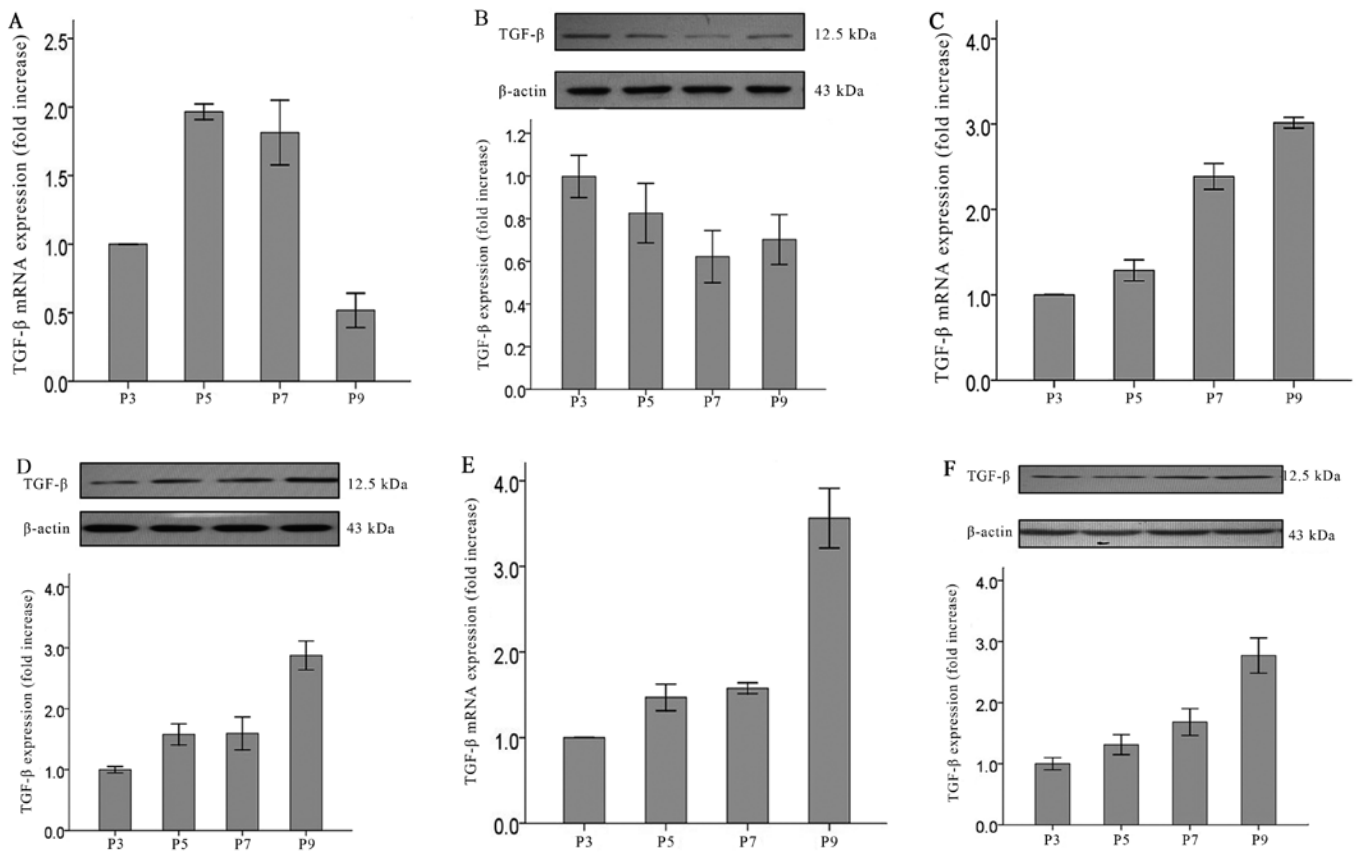 A
TGF-β mRNA expression (fold increase)
2.5
2.0
1.5
1.0
0.5
0.0
P3 P5 P7 P9
B
TGF-β 12.5 kDa
β-actin 43 kDa
TGF-β expression (fold increase)
1.2
1.0
0.8
0.6
0.4
0.2
0.0
P3 P5 P7 P9
C
TGF-β mRNA expression (fold increase)
4.0
3.0
2.0
1.0
0.0
P3 P5 P7 P9
D
TGF-β 12.5 kDa
β-actin 43 kDa
TGF-β expression (fold increase)
4.0
3.0
2.0
1.0
0.0
P3 P5 P7 P9
E
TGF-β mRNA expression (fold increase)
4.0
3.0
2.0
1.0
0.0
P3 P5 P7 P9
F
TGF-β 12.5 kDa
β-actin 43 kDa
TGF-β expression (fold increase)
4.0
3.0
2.0
1.0
0.0
P3 P5 P7 P9